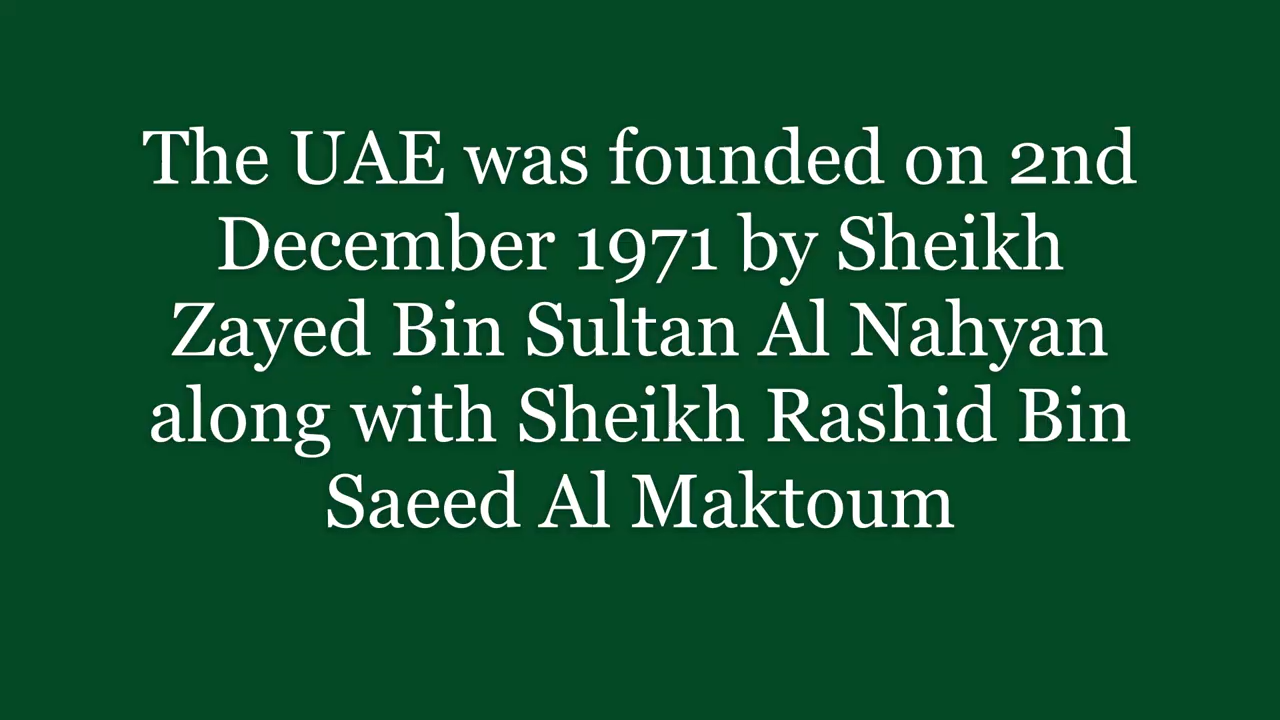 The UAE was founded on 2nd
December 1971 by Sheikh
Zayed Bin Sultan Al Nahyan
along with Sheikh Rashid Bin
Saeed Al Maktoum